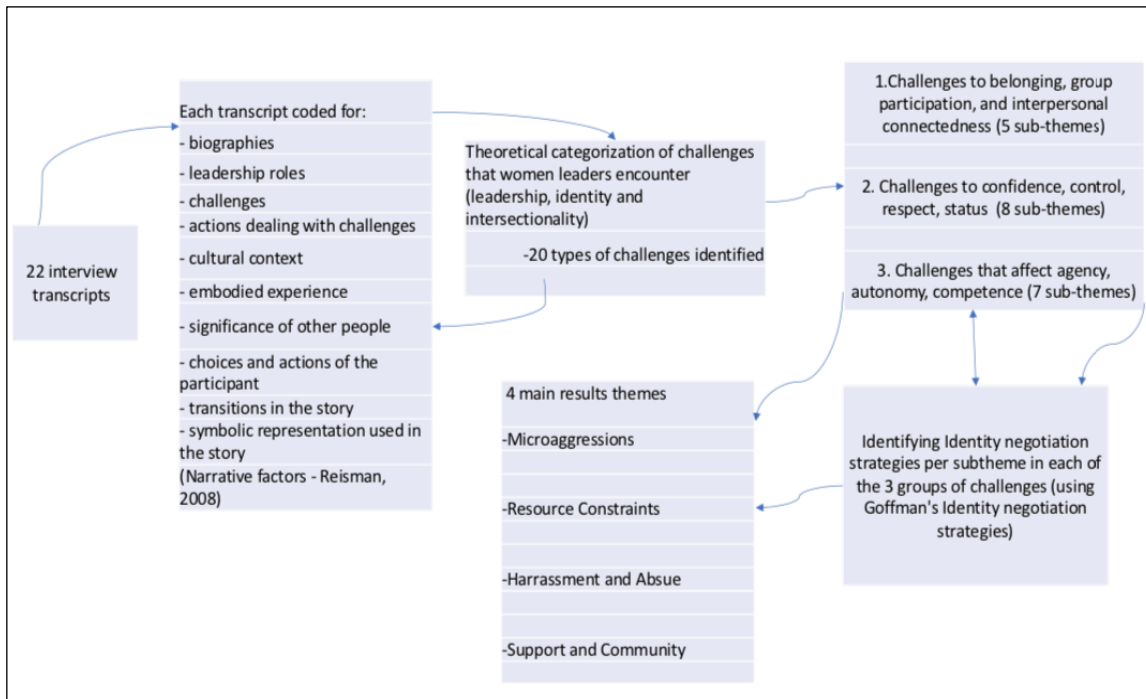 22 interview
transcripts
Each transcript coded for:
- biographies
- leadership roles
- challenges
- actions dealing with challenges
- cultural context
- embodied experience
- significance of other people
- choices and actions of the
participant
- transitions in the story
- symbolic representation used in
the story
(Narrative factors - Reisman,
2008)
Theoretical categorization of challenges
that women leaders encounter
(leadership, identity and
intersectionality)
-20 types of challenges identified
1.Challenges to belonging, group
participation, and interpersonal
connectedness (5 sub-themes)
2. Challenges to confidence, control,
respect, status (8 sub-themes)
3. Challenges that affect agency,
autonomy, competence (7 sub-themes)
Identifying Identity negotiation
strategies per subtheme in each of
the 3 groups of challenges (using
Goffman's Identity negotiation
strategies)
4 main results themes
-Microaggressions
-Resource Constraints
-Harrassment and Absue
-Support and Community